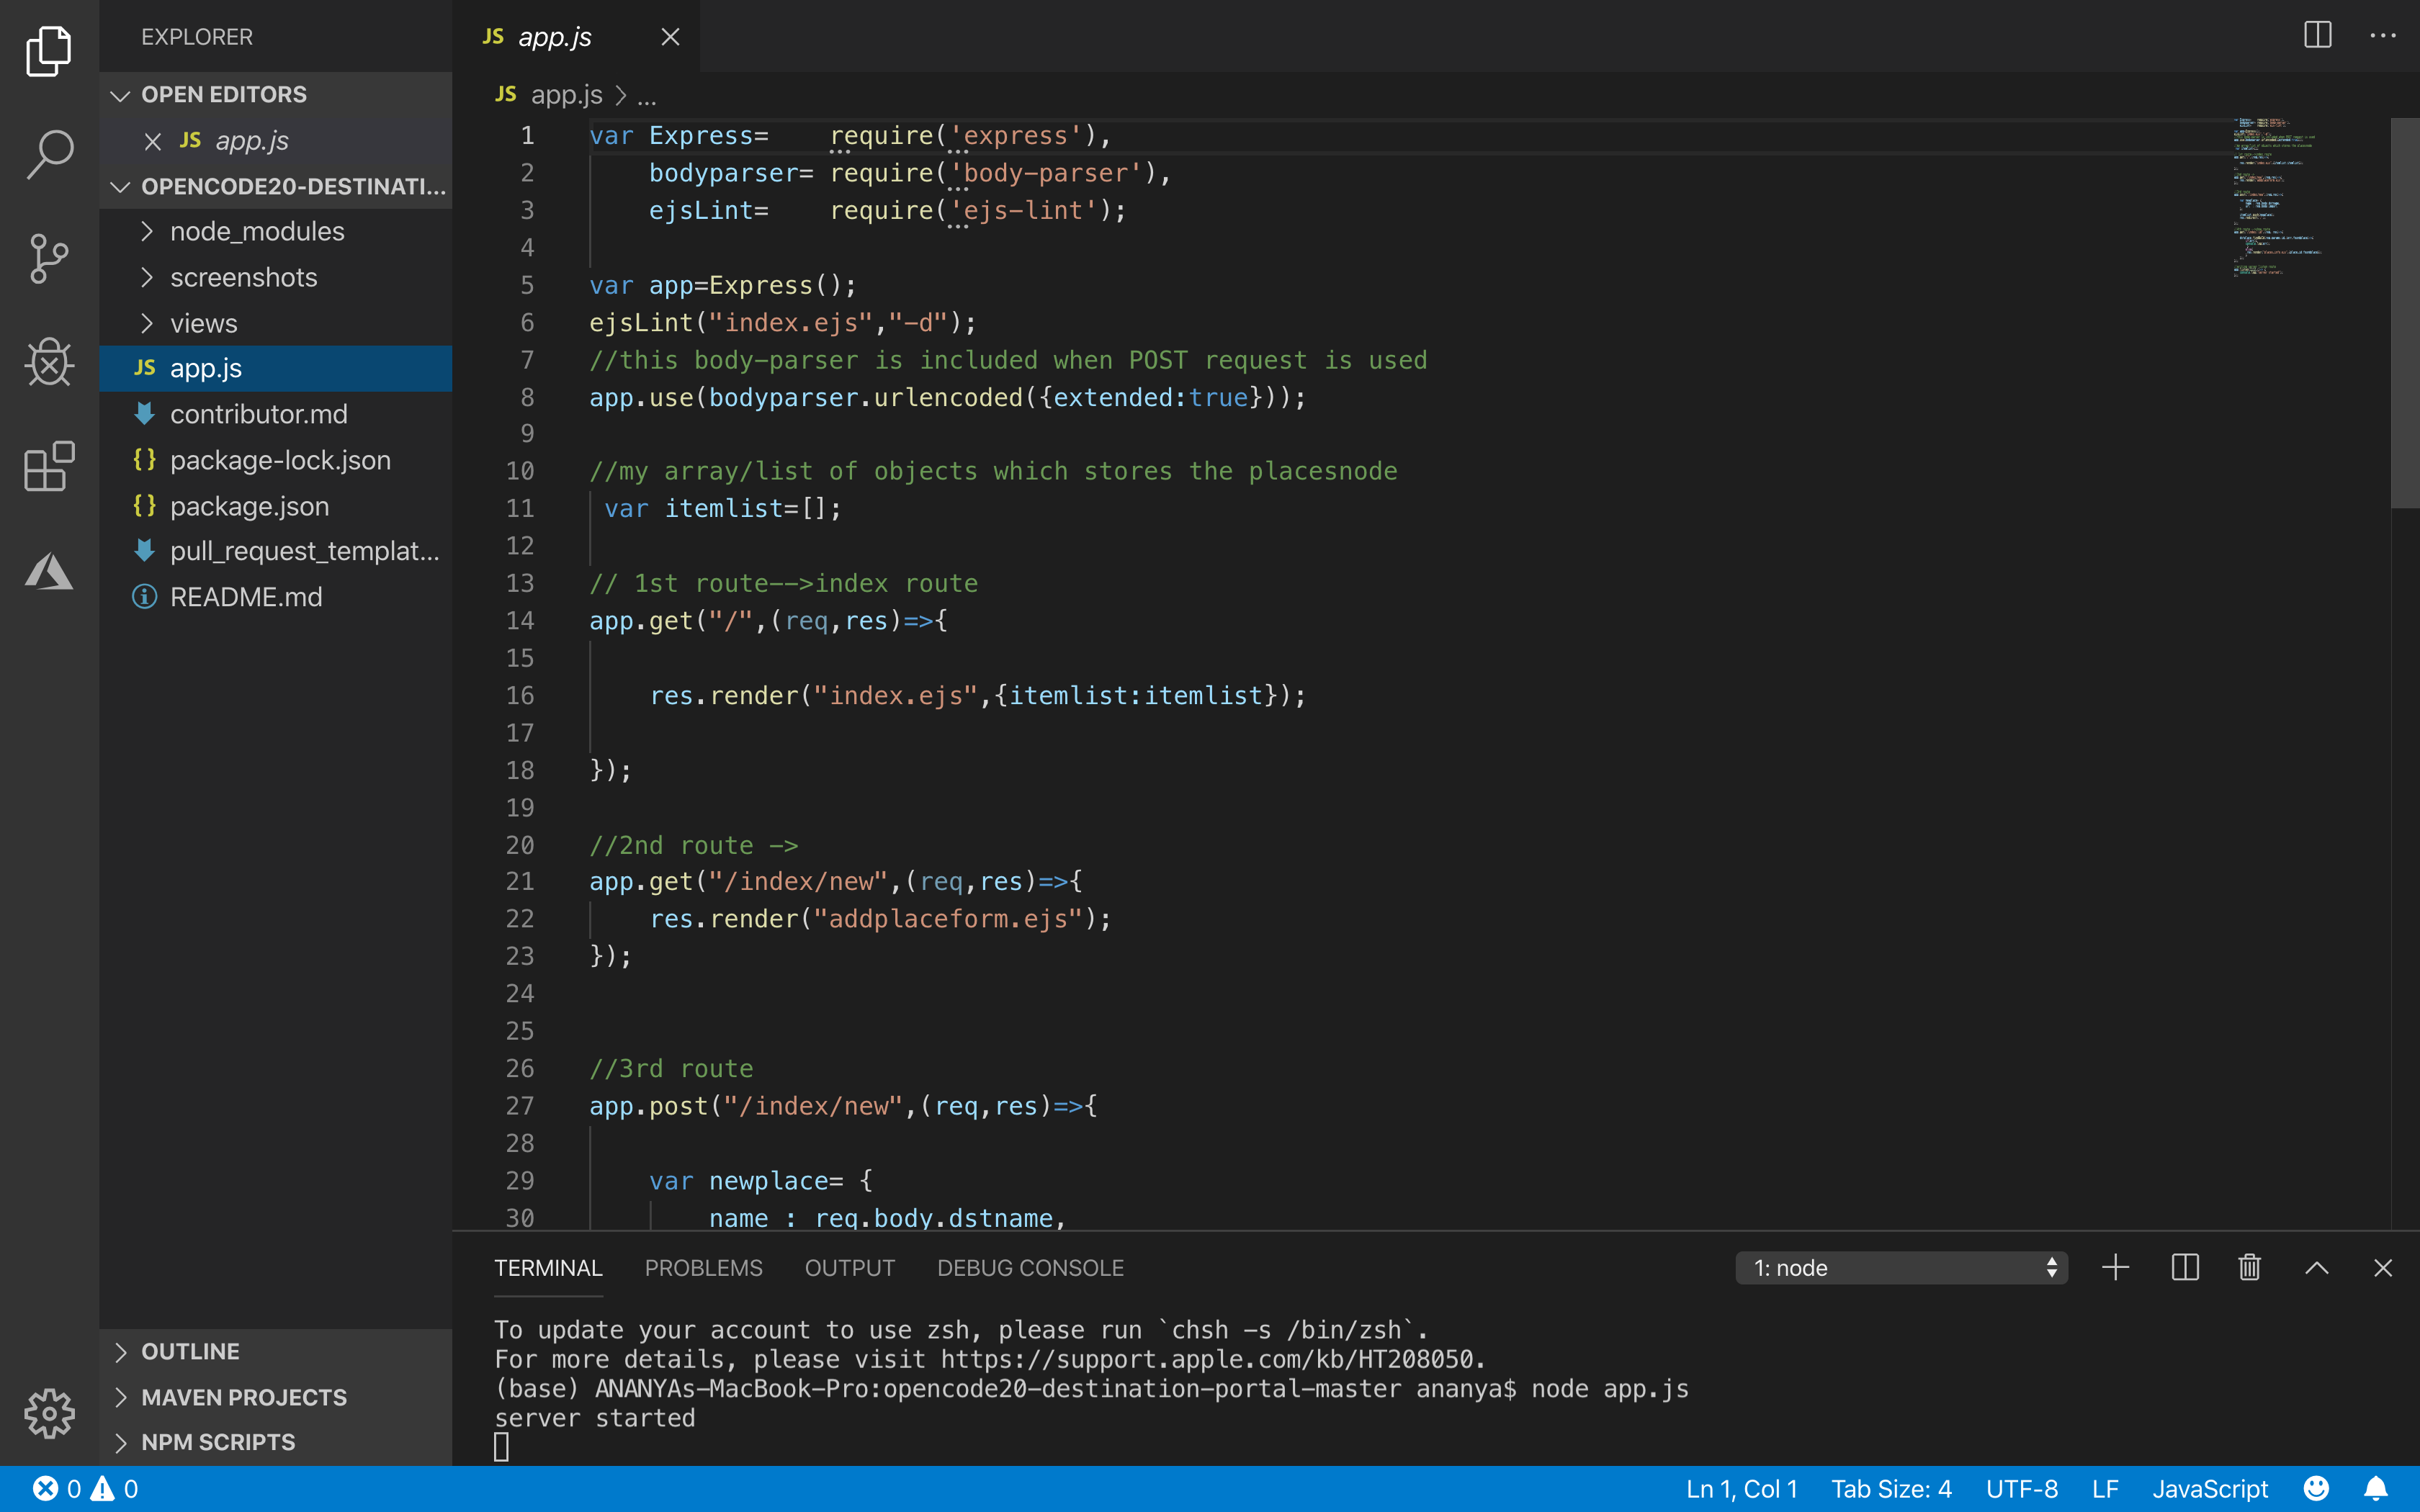 EXPLORER
OPEN EDITORS
JS app.js
OPENCODE20-DESTINATI...
node_modules
screenshots
views
JS app.js
contributor.md
{} package-lock.json
{} package.json
pull_request_templat...
README.md
OUTLINE
MAVEN PROJECTS
NPM SCRIPTS
JS app.js
JS app.js > ...
1 var Express=    require('express'),
2     bodyparser= require('body-parser'),
3     ejsLint=    require('ejs-lint');
4
5 var app=Express();
6 ejsLint("index.ejs","-d");
7 //this body-parser is included when POST request is used
8 app.use(bodyparser.urlencoded({extended:true}));
9
10 //my array/list of objects which stores the placesnode
11  var itemlist=[];
12
13 // 1st route-->index route
14 app.get("/",(req,res)=>{
15
16     res.render("index.ejs",{itemlist:itemlist});
17
18 });
19
20 //2nd route ->
21 app.get("/index/new",(req,res)=>{
22     res.render("addplaceform.ejs");
23 });
24
25
26 //3rd route
27 app.post("/index/new",(req,res)=>{
28
29     var newplace= {
30         name : req.body.dstname,
TERMINAL PROBLEMS OUTPUT DEBUG CONSOLE 1: node
To update your account to use zsh, please run `chsh -s /bin/zsh`.
For more details, please visit https://support.apple.com/kb/HT208050.
(base) ANANYAs-MacBook-Pro:opencode20-destination-portal-master ananya$ node app.js
server started
0 0 Ln 1, Col 1 Tab Size: 4 UTF-8 LF JavaScript